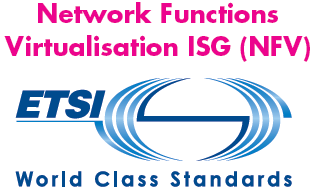 Network Functions
Virtualisation ISG (NFV)
ETSI
World Class Standards